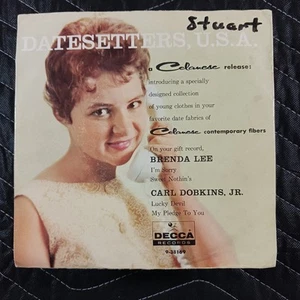 Stuart
DATESETTERS, U.S.A.
a Celanese release:
introducing a specially
designed collection
of young clothes in your
favorite date fabrics of
Celanese contemporary fibers
On your gift record,
BRENDA LEE
I'm Sorry
Sweet Nothin's
CARL DOBKINS, JR.
Lucky Devil
My Pledge To You
DECCA
RECORDS
9-38169